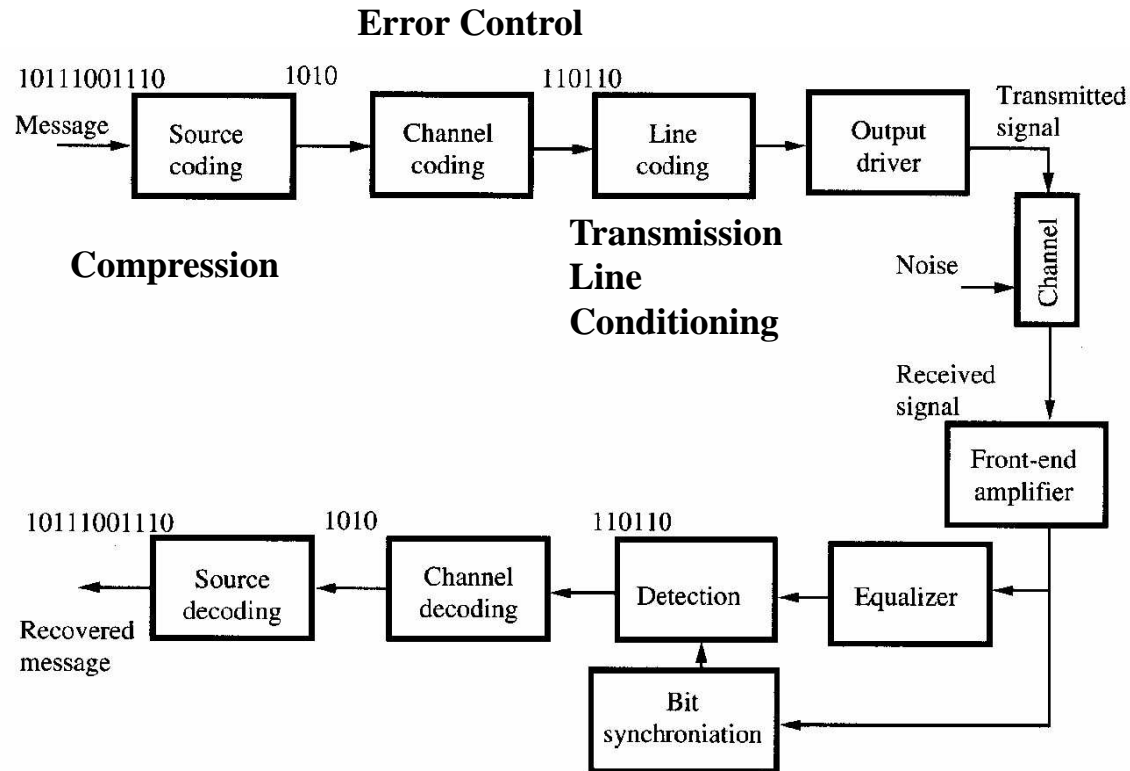 Error Control
10111001110
1010
110110
Message
Source
coding
Channel
coding
Line
coding
Output
driver
Transmitted
signal
Compression
Transmission
Line
Conditioning
Noise
Channel
Received
signal
Front-end
amplifier
10111001110
1010
110110
Source
decoding
Channel
decoding
Detection
Equalizer
Recovered
message
Bit
synchroniation